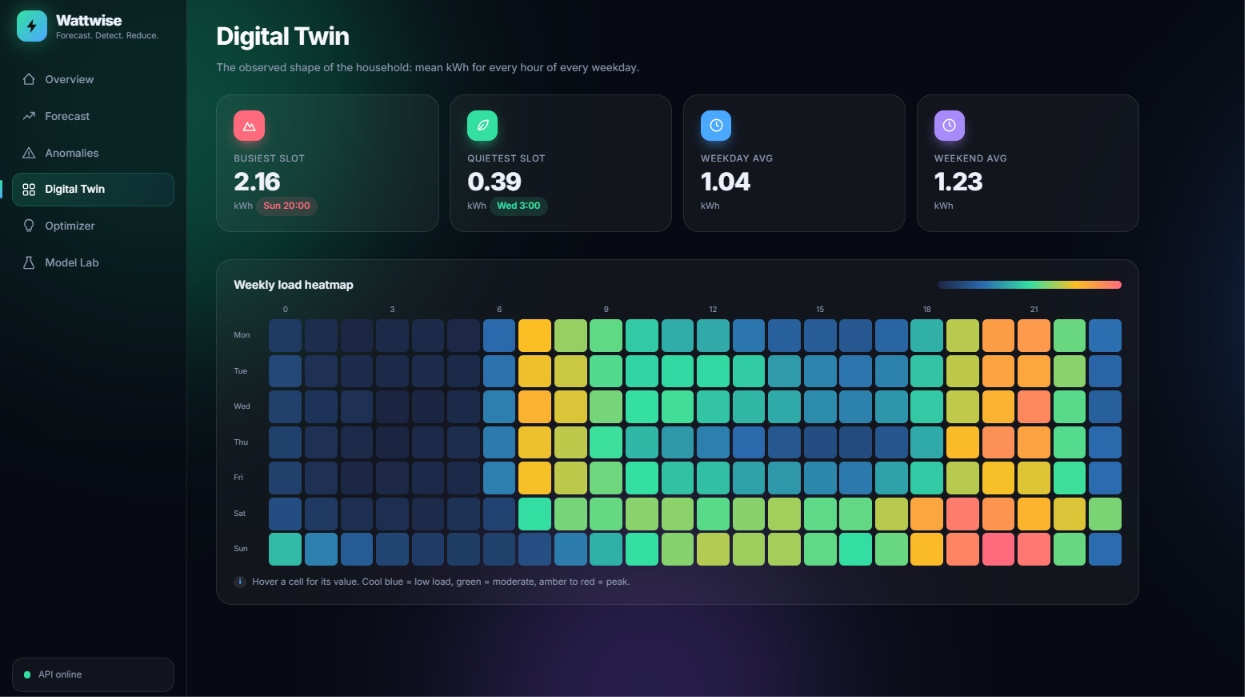 Wattwise
Forecast. Detect. Reduce.
Overview
Forecast
Anomalies
Digital Twin
Optimizer
Model Lab
API online
Digital Twin
The observed shape of the household: mean kWh for every hour of every weekday.
BUSIEST SLOT
2.16
kWh Sun 20:00
QUIETEST SLOT
0.39
kWh Wed 3:00
WEEKDAY AVG
1.04
kWh
WEEKEND AVG
1.23
kWh
Weekly load heatmap
0 3 6 9 12 15 18 21
Mon
Tue
Wed
Thu
Fri
Sat
Sun
i Hover a cell for its value. Cool blue = low load, green = moderate, amber to red = peak.